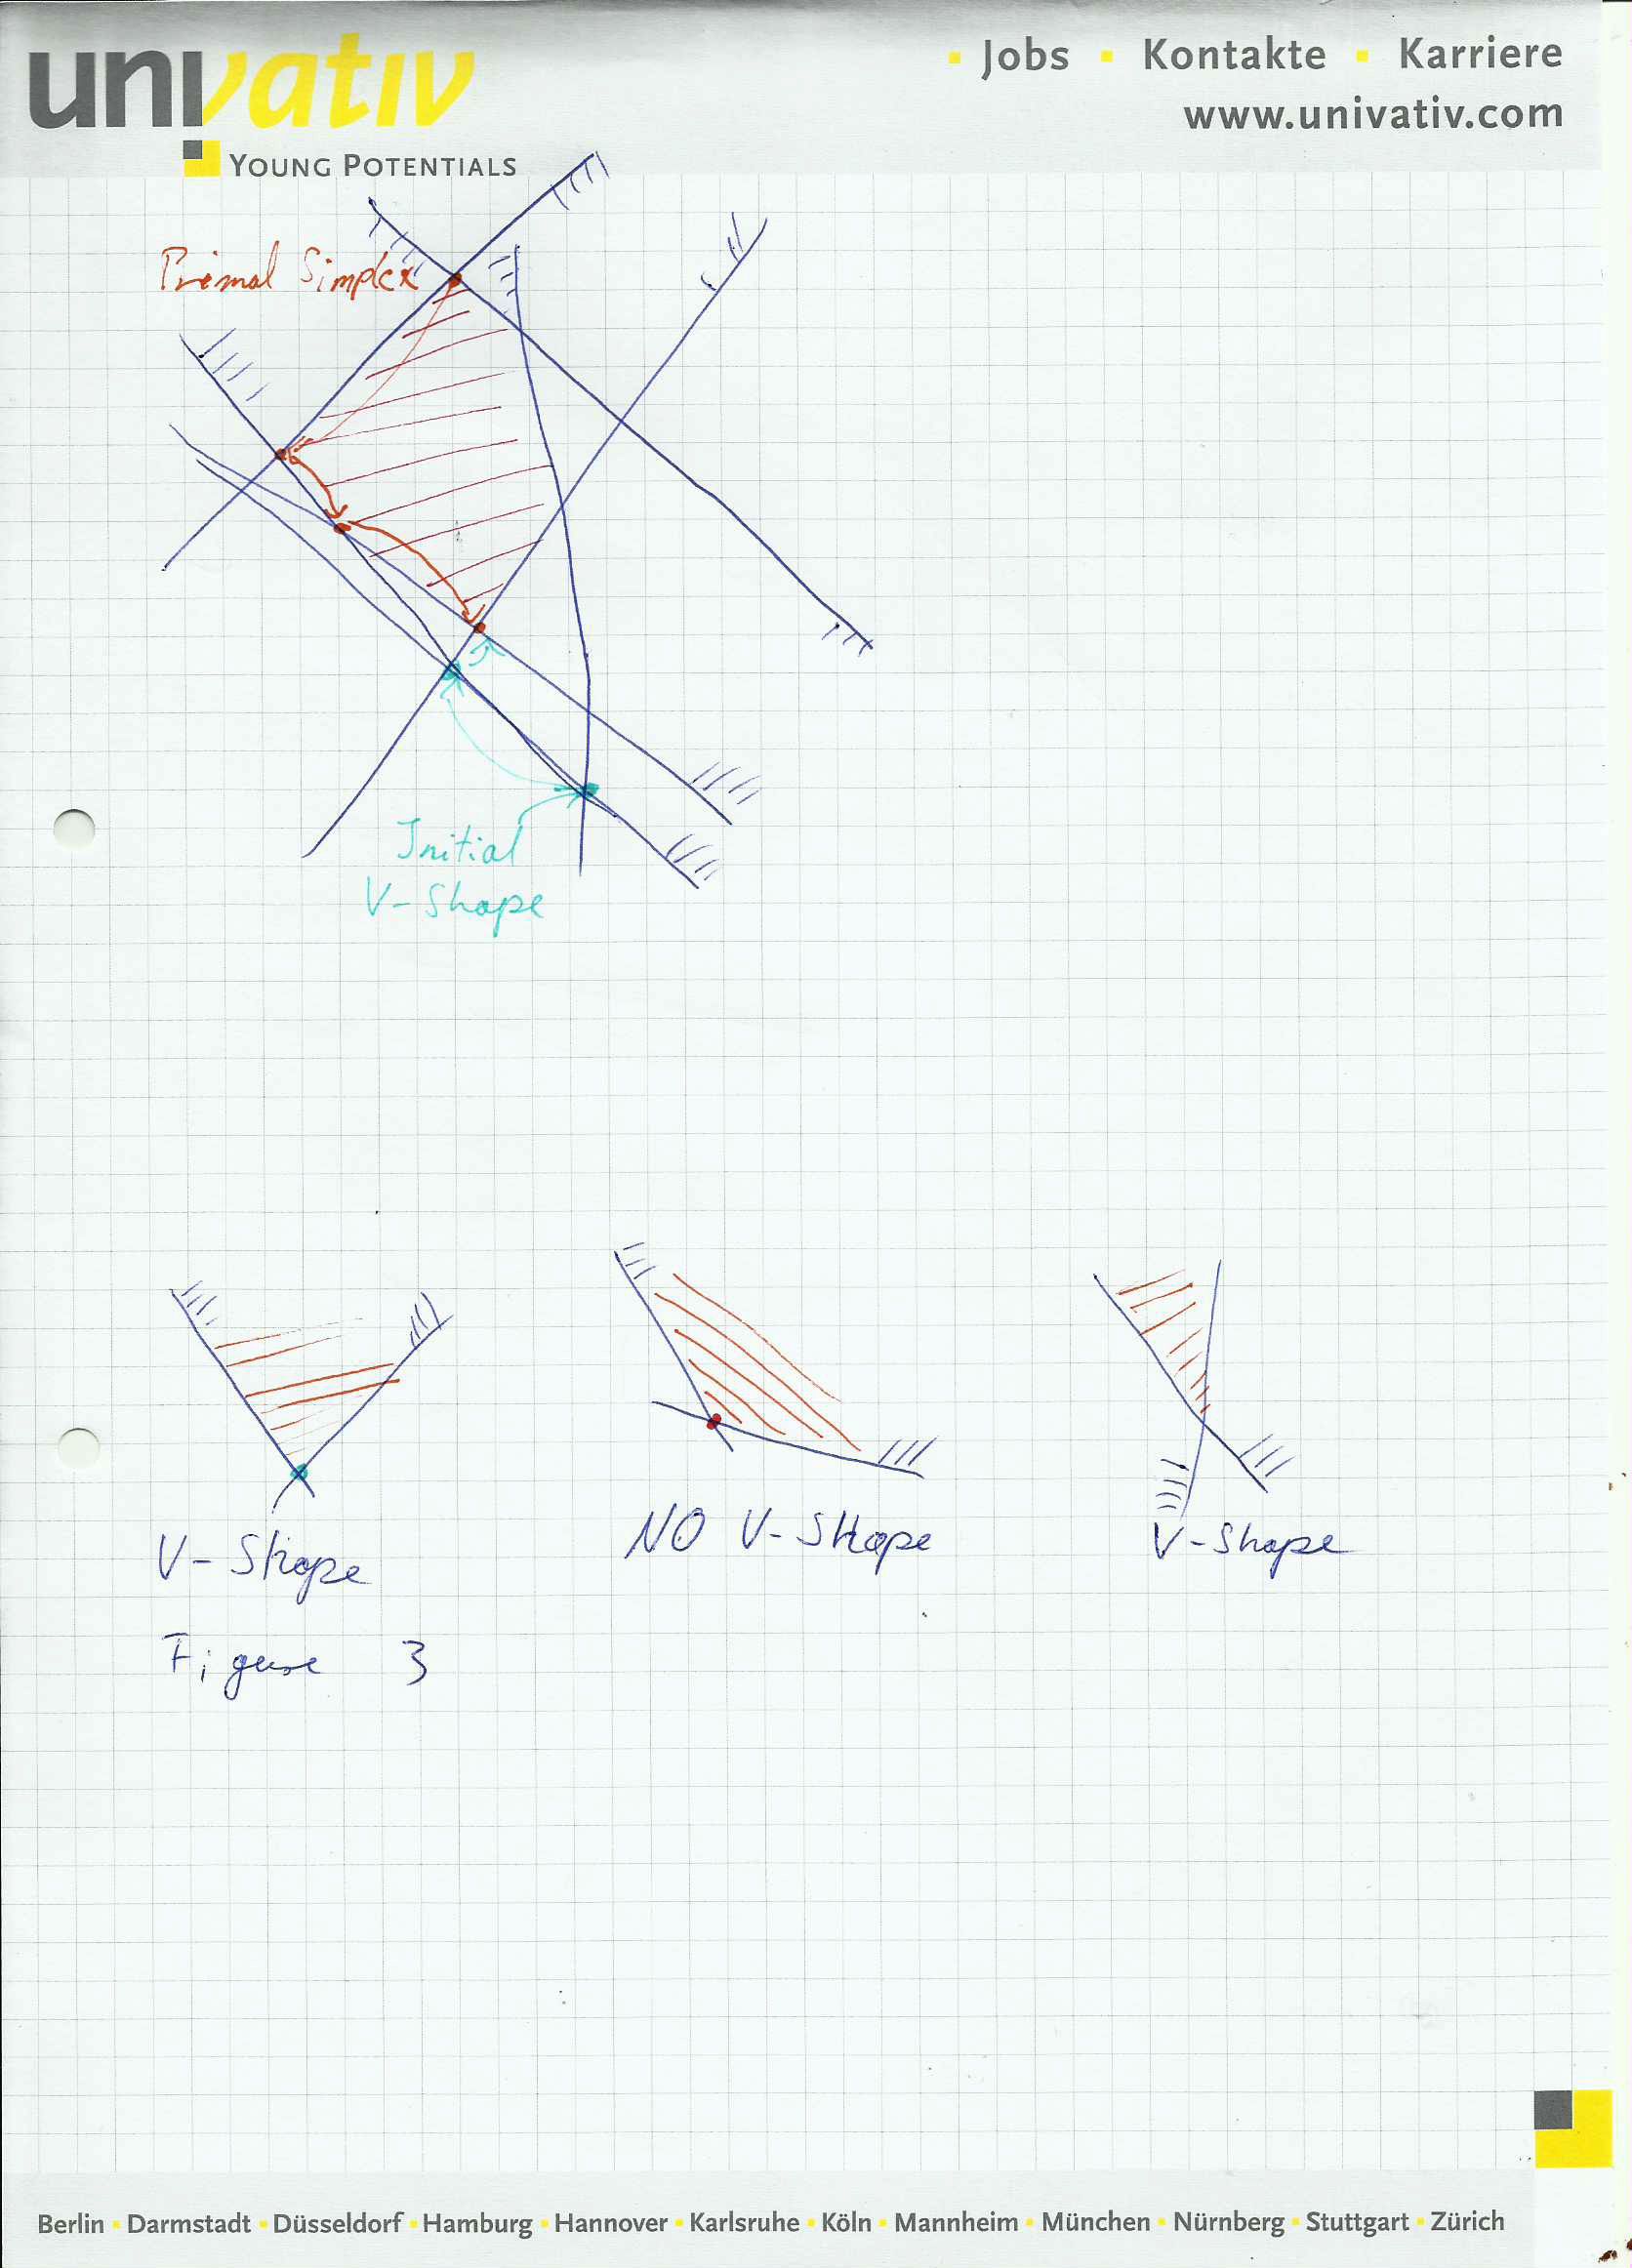 univativ
YOUNG POTENTIALS
Jobs Kontakte Karriere
www.univativ.com
Primal Simplex
Initial
V-Shape
V-Shape
NO V-Shape
V-Shape
Figure 3
Berlin Darmstadt Düsseldorf Hamburg Hannover Karlsruhe Köln Mannheim München Nürnberg Stuttgart Zürich